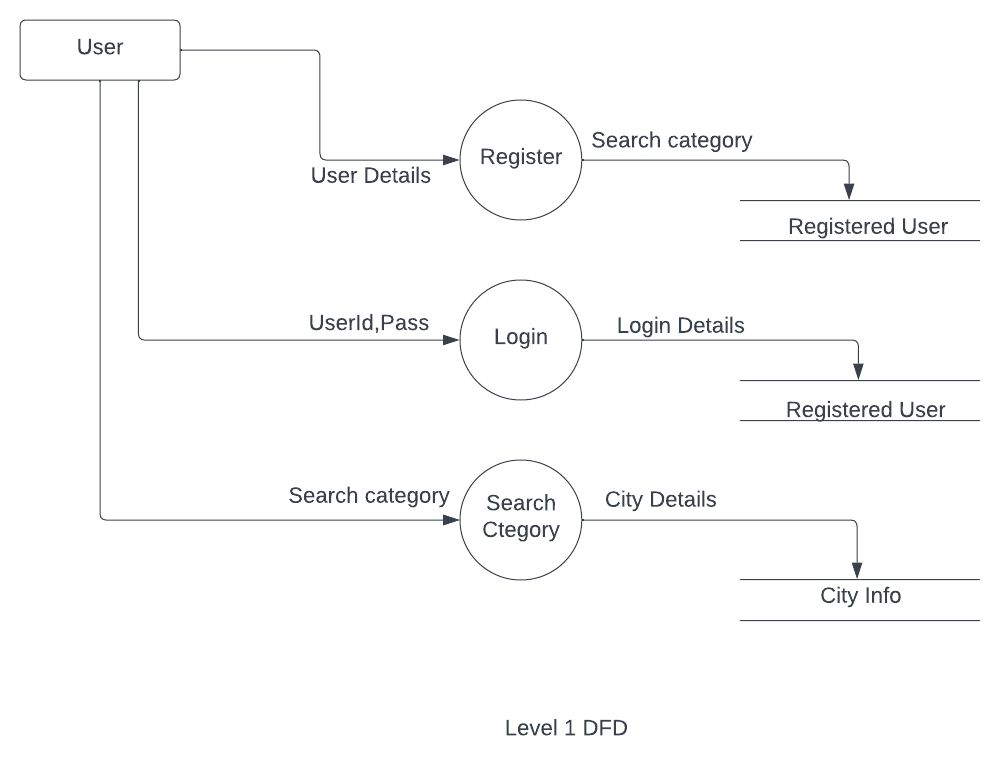 User
Register
Search category
User Details
Registered User
UserId,Pass
Login
Login Details
Registered User
Search category
Search
Ctegory
City Details
City Info
Level 1 DFD